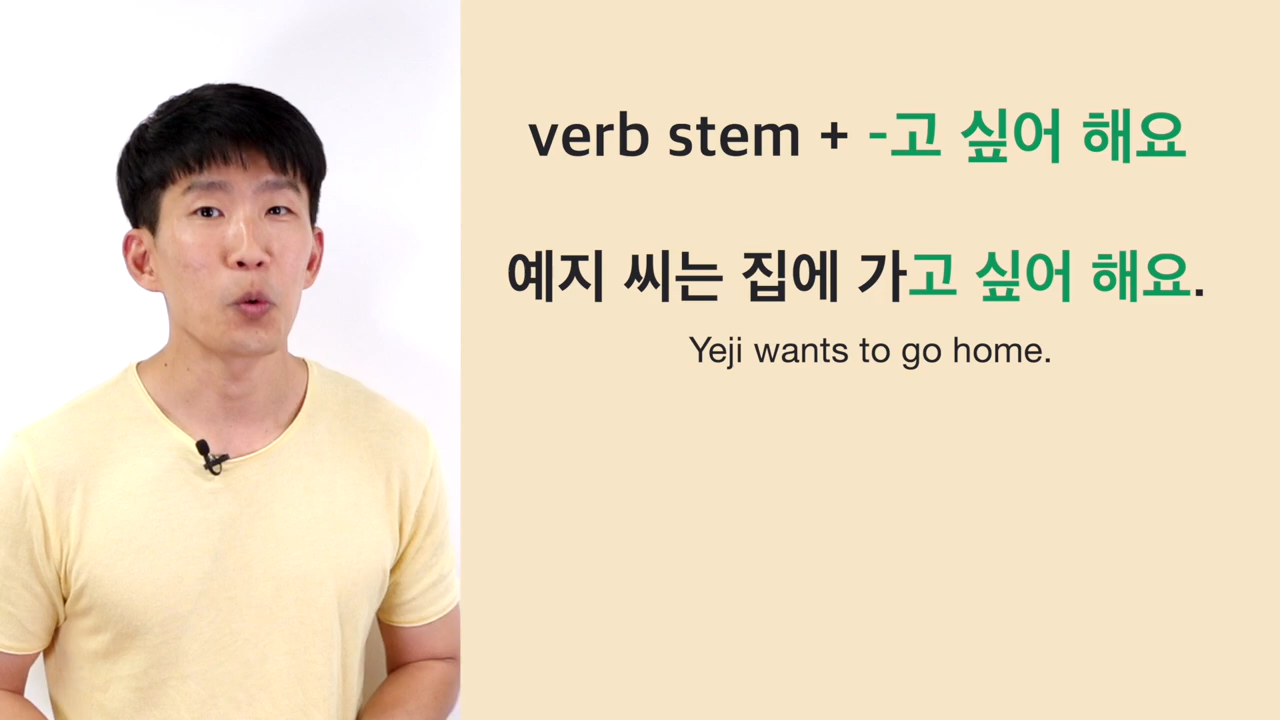 verb stem + -고 싶어 해요
예지 씨는 집에 가고 싶어 해요.
Yeji wants to go home.